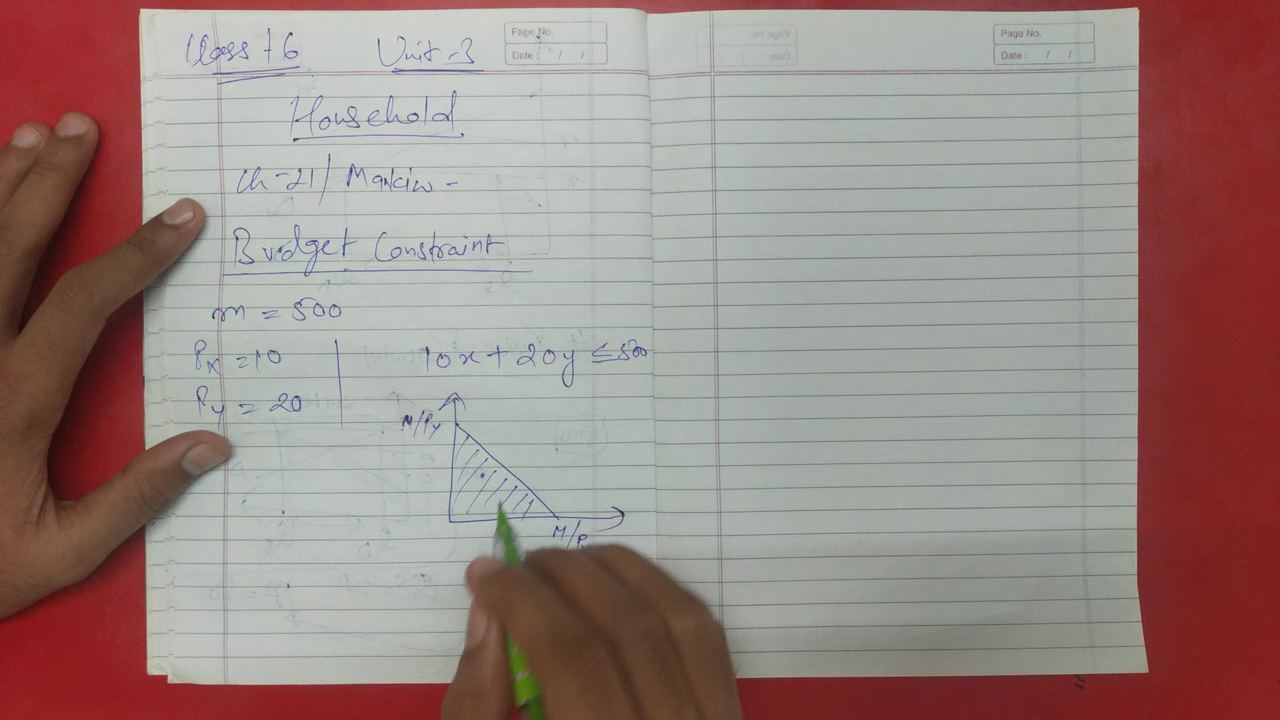 Class 16 Unit-3
Page No.
Date : / /
Household
Ch-21/ Mankiw -
Budget Constraint
m = 500
Px = 10
10x + 20y ≤ 500
Py = 20
M/Py
M/P
Page No.
Date : / /